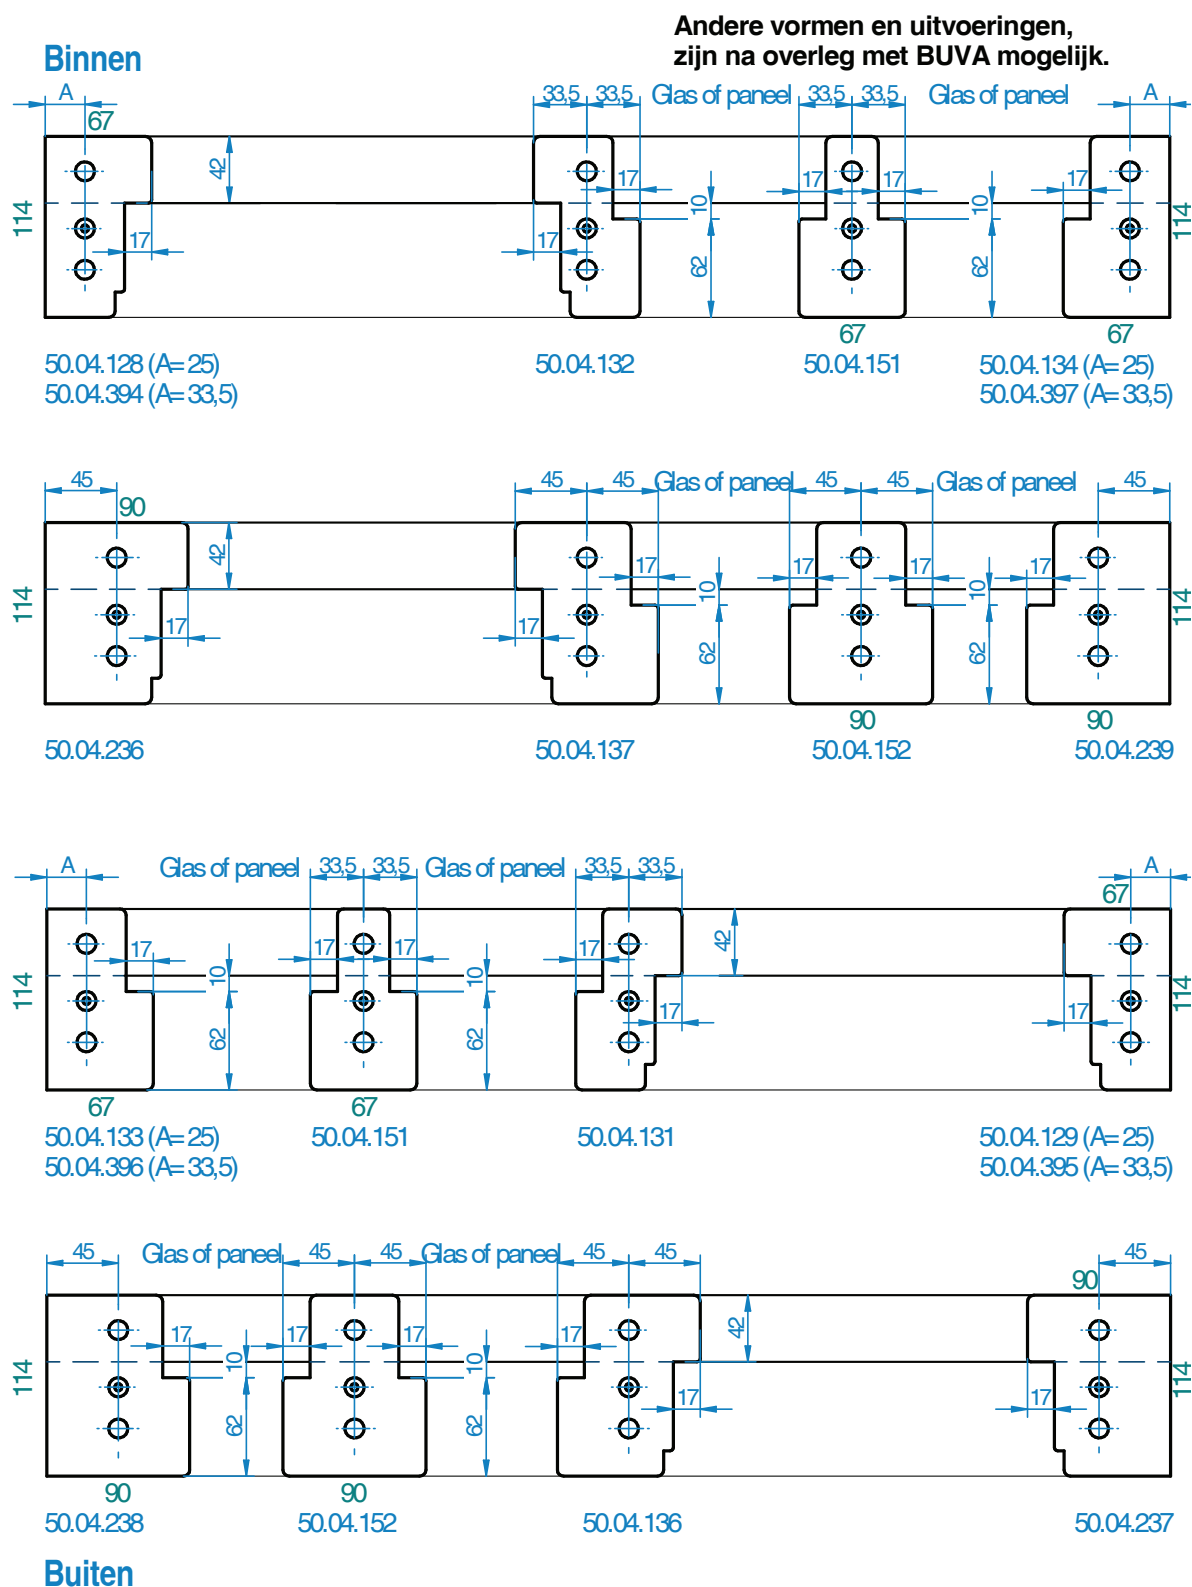 Andere vormen en uitvoeringen,
zijn na overleg met BUVA mogelijk.
Binnen
A 33,5 33,5 Glas of paneel 33,5 33,5 Glas of paneel A
67
42 17 17 17 10 17 10
114 114
17 17 62 62
67 67
50.04.128 (A= 25) 50.04.132 50.04.151 50.04.134 (A= 25)
50.04.394 (A= 33,5) 50.04.397 (A= 33,5)
45 45 45 Glas of paneel 45 45 Glas of paneel 45
90
42 17 17 17 10 17 10
114 114
17 17 62 62
90 90
50.04.236 50.04.137 50.04.152 50.04.239
A Glas of paneel 33,5 33,5 Glas of paneel 33,5 33,5 A
67
17 10 17 17 10 17 42
114 114
62 62 17 17
67 67
50.04.133 (A= 25) 50.04.151 50.04.131 50.04.129 (A= 25)
50.04.396 (A= 33,5) 50.04.395 (A= 33,5)
45 Glas of paneel 45 45 Glas of paneel 45 45 45
90
17 10 17 17 10 17 42
114 114
62 62 17 17
90 90
50.04.238 50.04.152 50.04.136 50.04.237
Buiten